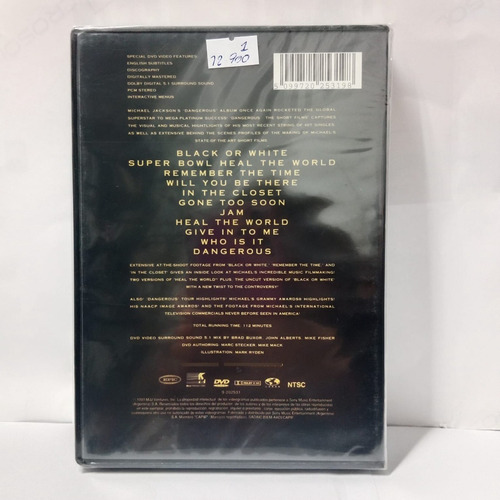 SPECIAL DVD VIDEO FEATURES:
ENGLISH SUBTITLES
DISCOGRAPHY
DIGITALLY MASTERED
DOLBY DIGITAL 5.1 SURROUND SOUND
PCM STEREO
INTERACTIVE MENUS
1
12 700
5 099720 253198
MICHAEL JACKSON'S 'DANGEROUS' ALBUM ONCE AGAIN ROCKETED THE GLOBAL
SUPERSTAR TO MEGA PLATINUM SUCCESS. 'DANGEROUS' THE SHORT FILMS' CAPTURES
THE VISUAL AND MUSICAL HIGHLIGHTS OF HIS MOST RECENT STRING OF HIT SINGLES,
AS WELL AS EXTENSIVE BEHIND THE SCENES PROFILES OF THE MAKING OF MICHAEL'S
STATE OF THE ART SHORT FILMS.
BLACK OR WHITE
SUPER BOWL HEAL THE WORLD
REMEMBER THE TIME
WILL YOU BE THERE
IN THE CLOSET
GONE TOO SOON
JAM
HEAL THE WORLD
GIVE IN TO ME
WHO IS IT
DANGEROUS
EXTENSIVE AT-THE-SHOOT FOOTAGE FROM 'BLACK OR WHITE,' 'REMEMBER THE TIME,' AND
'IN THE CLOSET' GIVES AN INSIDE LOOK AT MICHAEL'S INCREDIBLE MUSIC FILMMAKING!
TWO VERSIONS OF 'HEAL THE WORLD!' PLUS, THE UNCUT VERSION OF 'BLACK OR WHITE'
WITH A NEW TWIST TO THE CONTROVERSY!
ALSO: 'DANGEROUS' TOUR HIGHLIGHTS! MICHAEL'S GRAMMY AWARDS HIGHLIGHTS!
HIS NAACP IMAGE AWARDS! AND THE FOOTAGE FROM MICHAEL'S INTERNATIONAL
TELEVISION COMMERCIALS NEVER BEFORE SEEN IN AMERICA!
TOTAL RUNNING TIME: 112 MINUTES
DVD VIDEO SURROUND SOUND 5.1 MIX BY BRAD BUXOR, JOHN ALBERTS, MIKE FISHER
DVD AUTHORING: MARC STECKER, MIKE MACK
ILLUSTRATION: MARK RYDEN
epic
DVD
NTSC